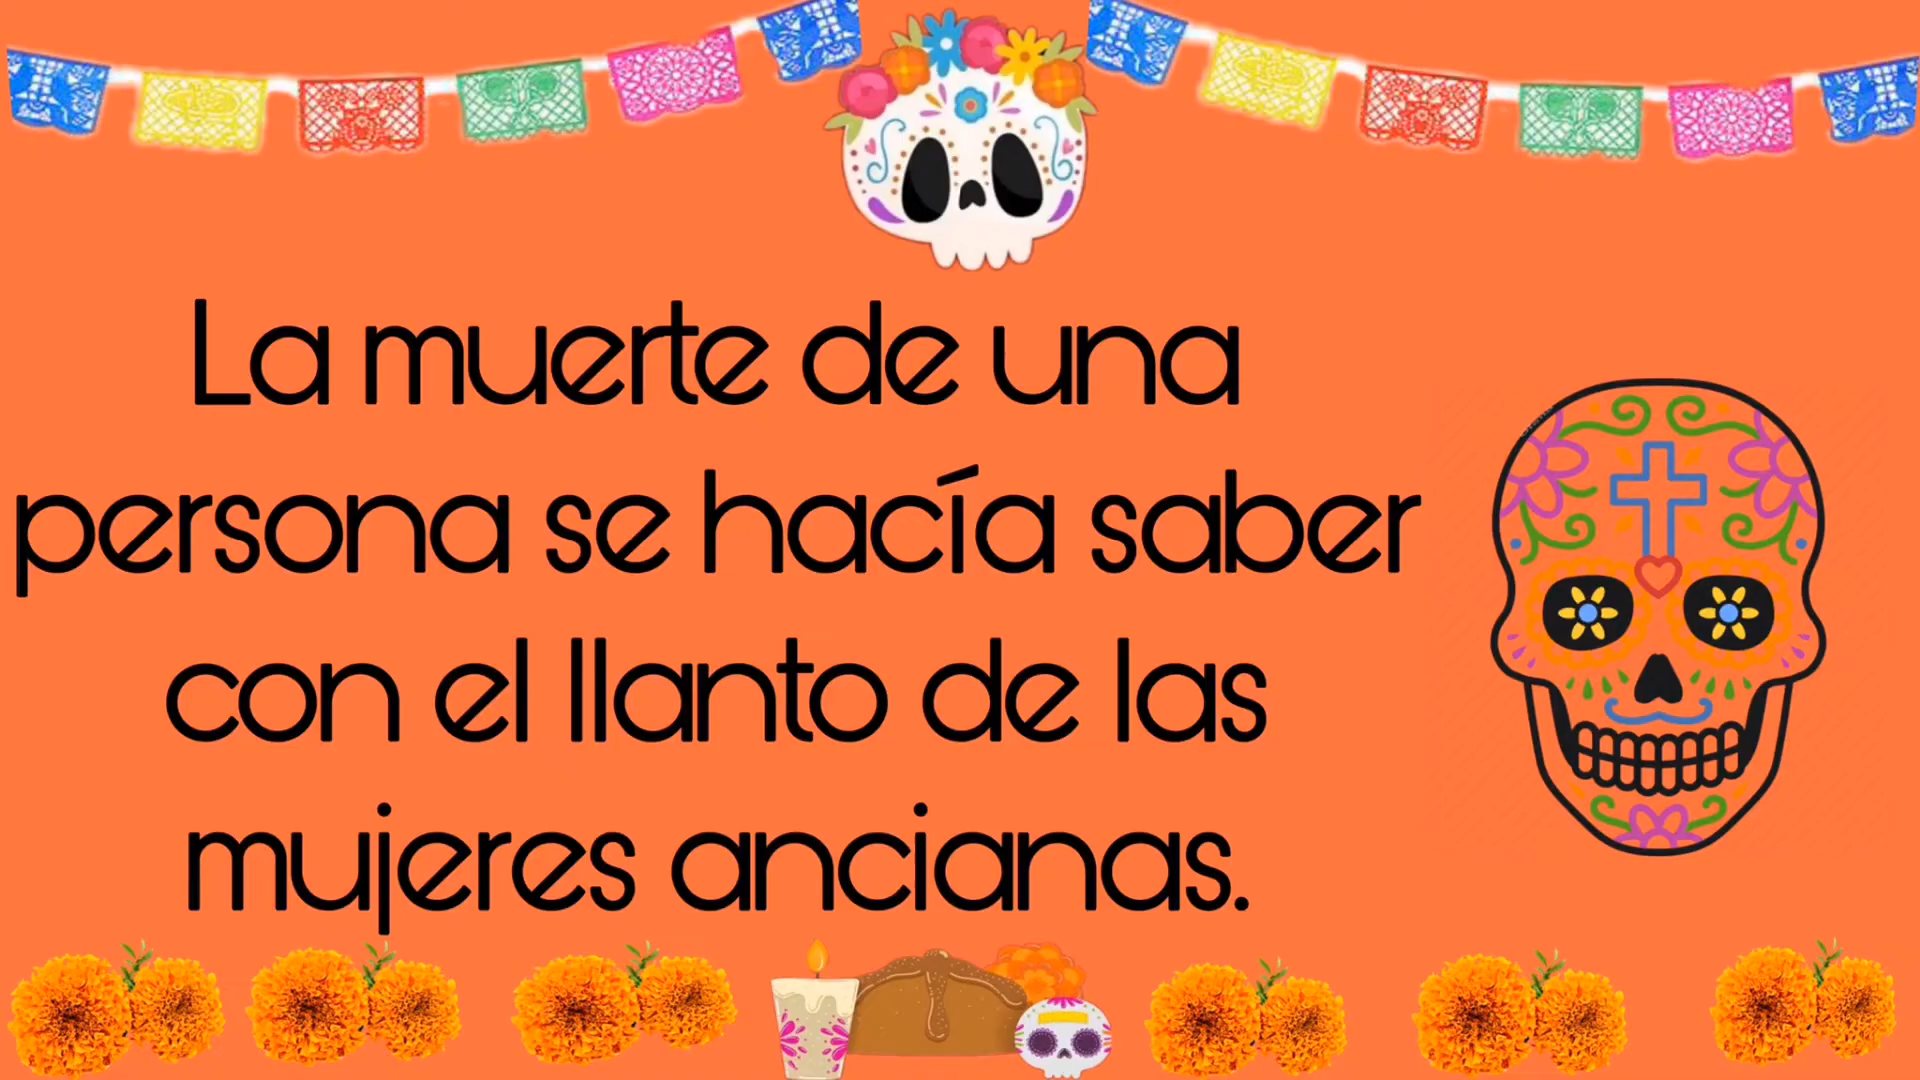 La muerte de una
persona se hacía saber
con el llanto de las
mujeres ancianas.